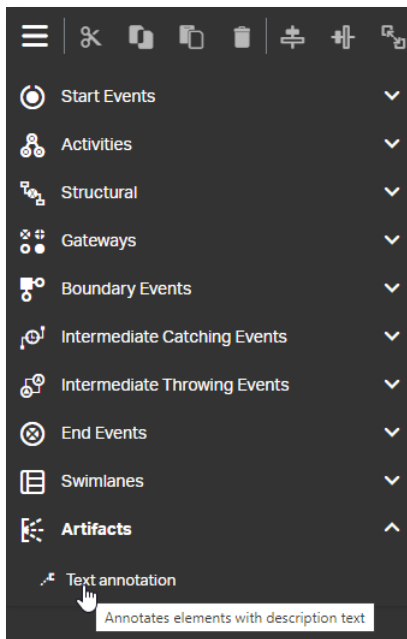 Start Events
Activities
Structural
Gateways
Boundary Events
Intermediate Catching Events
Intermediate Throwing Events
End Events
Swimlanes
Artifacts
Text annotation
Annotates elements with description text